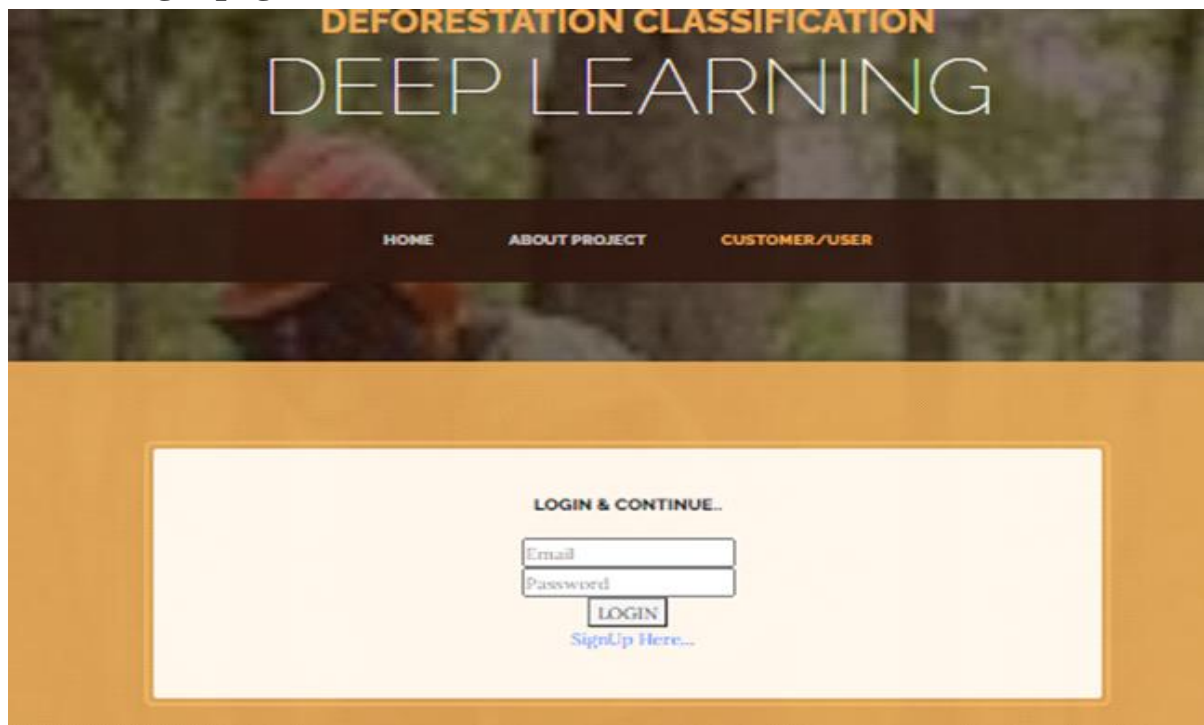 DEFORESTATION CLASSIFICATION
DEEP LEARNING
HOME ABOUT PROJECT CUSTOMER/USER
LOGIN & CONTINUE..
Email
Password
LOGIN
SignUp Here...